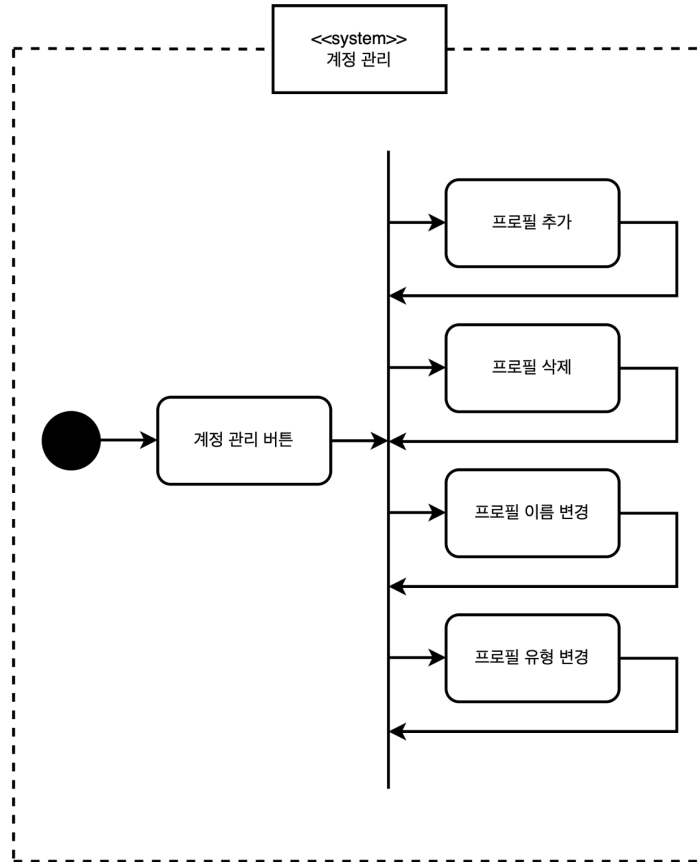 <<system>>
계정 관리
프로필 추가
프로필 삭제
계정 관리 버튼
프로필 이름 변경
프로필 유형 변경